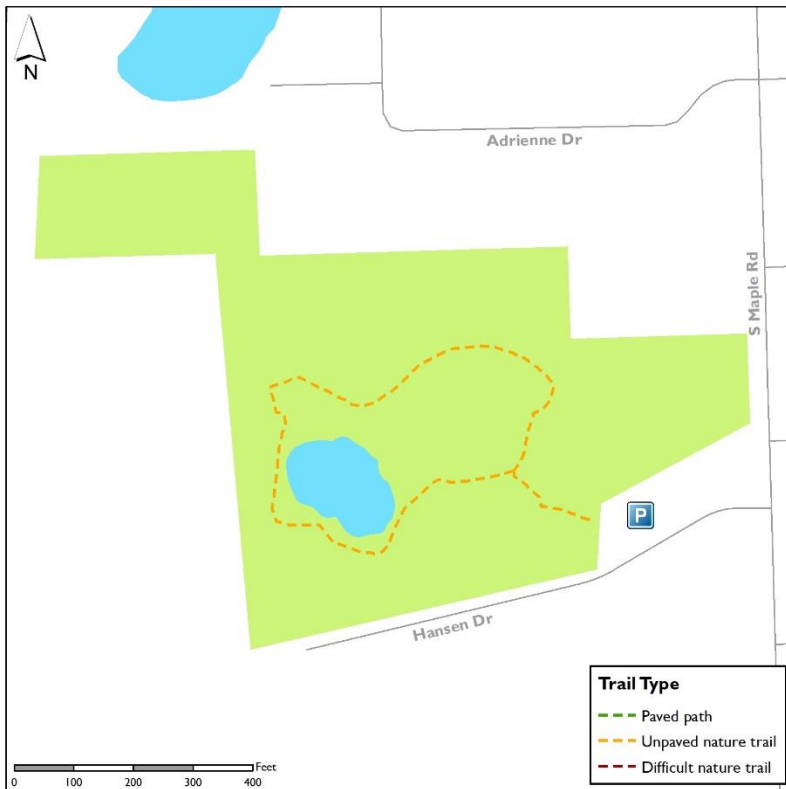 N
Adrienne Dr
S Maple Rd
P
Hansen Dr
Trail Type
Paved path
Unpaved nature trail
Difficult nature trail
Feet
0 100 200 300 400